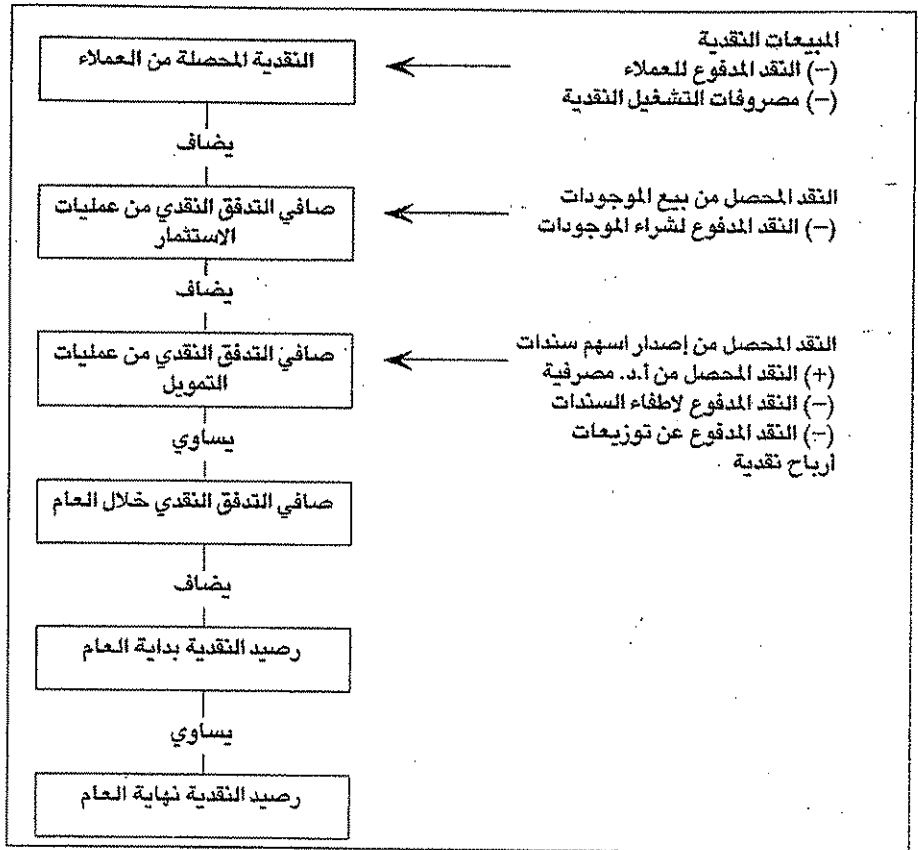 المبيعات النقدية
النقدية المحصلة من العملاء
(–) النقد المدفوع للعملاء
(–) مصروفات التشغيل النقدية
يضاف
النقد المحصل من بيع الموجودات
صافي التدفق النقدي من عمليات
الاستثمار
(–) النقد المدفوع لشراء الموجودات
يضاف
النقد المحصل من إصدار اسهم سندات
صافي التدفق النقدي من عمليات
التمويل
(+) النقد المحصل من أ.د. مصرفية
(–) النقد المدفوع لاطفاء السندات
(–) النقد المدفوع عن توزيعات
أرباح نقدية
يساوي
صافي التدفق النقدي خلال العام
يضاف
رصيد النقدية بداية العام
يساوي
رصيد النقدية نهاية العام